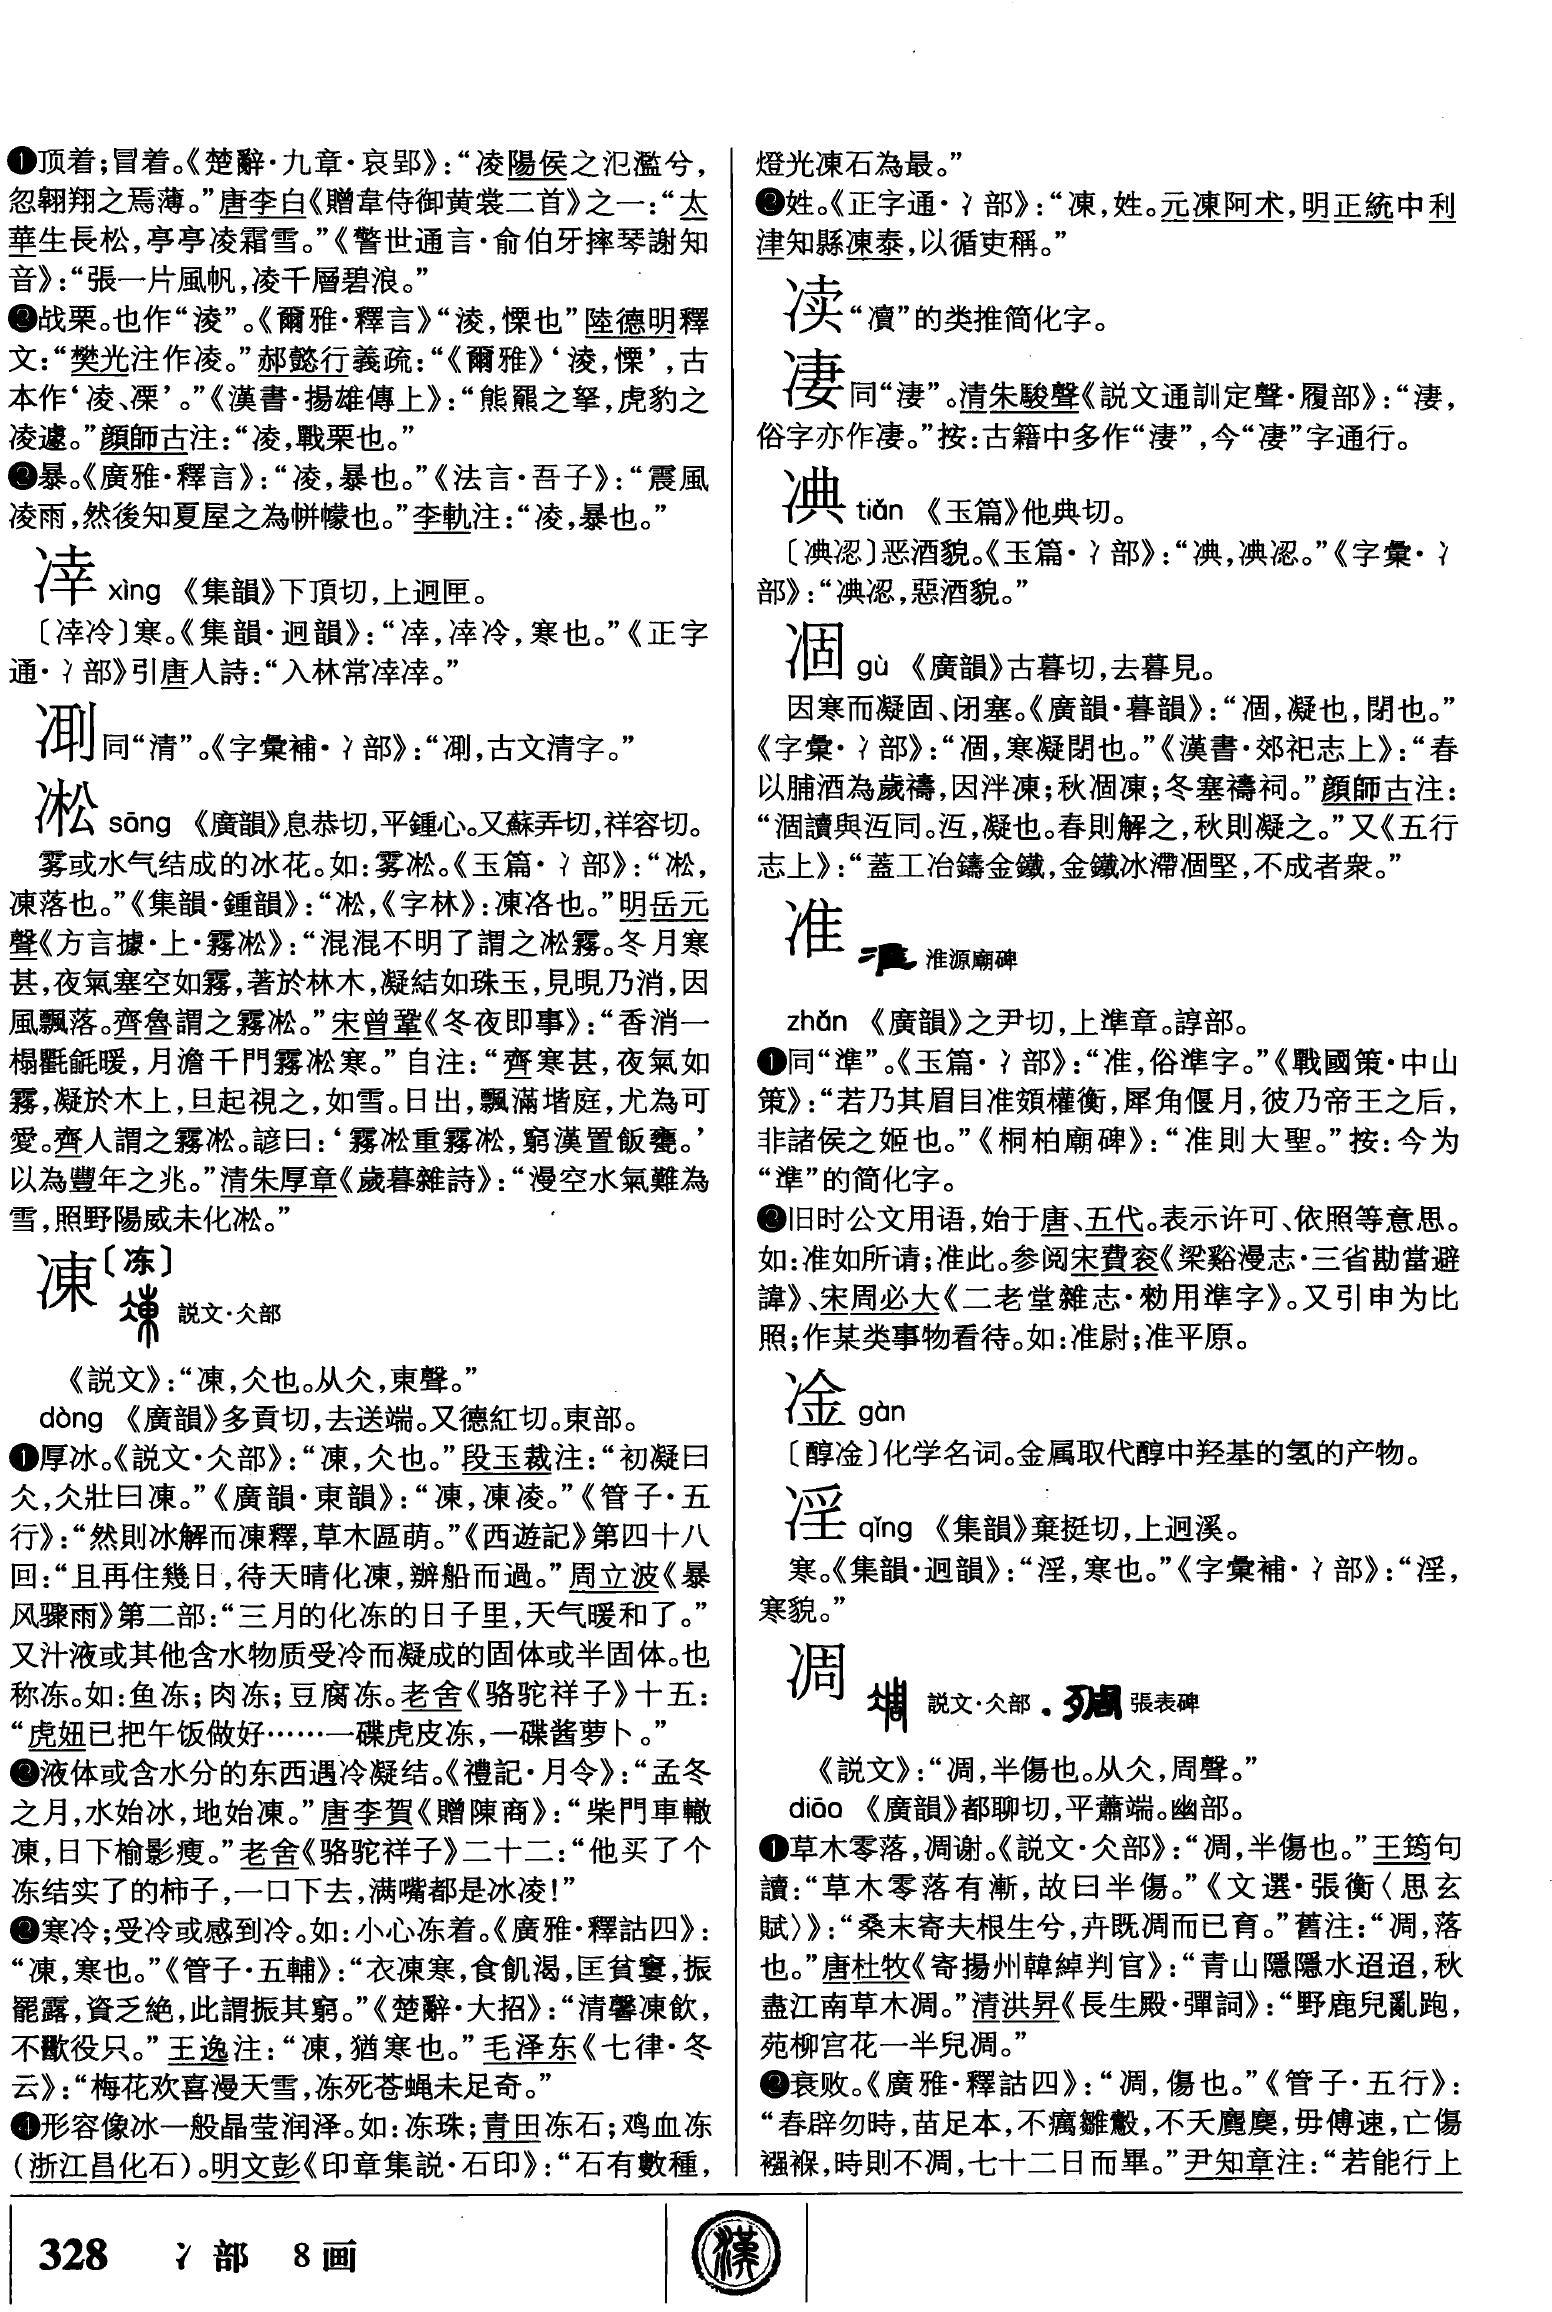 ❶顶着;冒着。《楚辭·九章·哀郢》:“凌陽侯之氾濫兮,
忽翱翔之焉薄。”唐李白《贈韋侍御黄裳二首》之一:“太
華生長松,亭亭凌霜雪。”《警世通言·俞伯牙摔琴謝知
音》:“張一片風帆,凌千層碧浪。”
❷战栗。也作“淩”。《爾雅·釋言》“淩,慄也”陸德明釋
文:“樊光注作凌。”郝懿行義疏:“《爾雅》‘淩,慄’,古
本作‘凌、凓’。”《漢書·揚雄傳上》:“熊羆之挐,虎豹之
凌遽。”顔師古注:“凌,戰栗也。”
❸暴。《廣雅·釋言》:“凌,暴也。”《法言·吾子》:“震風
凌雨,然後知夏屋之為帡幪也。”李軌注:“凌,暴也。”
涬 xìng 《集韻》下頂切,上迥匣。
〔涬冷〕寒。《集韻·迥韻》:“涬,涬冷,寒也。”《正字
通·冫部》引唐人詩:“入林常涬涬。”
同“清”。《字彙補·冫部》:“,古文清字。”
凇 sōng 《廣韻》息恭切,平鍾心。又蘇弄切,祥容切。
雾或水气结成的冰花。如:雾凇。《玉篇·冫部》:“凇,
凍落也。”《集韻·鍾韻》:“凇,《字林》:凍洛也。”明岳元
聲《方言據·上·霧凇》:“混混不明了謂之凇霧。冬月寒
甚,夜氣塞空如霧,著於林木,凝結如珠玉,見晛乃消,因
風飄落。齊魯謂之霧凇。”宋曾鞏《冬夜即事》:“香消一
榻氍毹暖,月澹千門霧凇寒。”自注:“齊寒甚,夜氣如
霧,凝於木上,旦起視之,如雪。日出,飄滿堦庭,尤為可
愛。齊人謂之霧凇。諺曰:‘霧凇重霧凇,窮漢置飯甕。’
以為豐年之兆。”清朱厚章《歲暮雜詩》:“漫空水氣難為
雪,照野陽威未化凇。”
凍〔冻〕
説文·仌部
《説文》:“凍,仌也。从仌,東聲。”
dòng 《廣韻》多貢切,去送端。又德紅切。東部。
❶厚冰。《説文·仌部》:“凍,仌也。”段玉裁注:“初凝曰
仌,仌壯曰凍。”《廣韻·東韻》:“凍,凍凌。”《管子·五
行》:“然則冰解而凍釋,草木區萌。”《西遊記》第四十八
回:“且再住幾日,待天晴化凍,辦船而過。”周立波《暴
风骤雨》第二部:“三月的化冻的日子里,天气暖和了。”
又汁液或其他含水物质受冷而凝成的固体或半固体。也
称冻。如:鱼冻;肉冻;豆腐冻。老舍《骆驼祥子》十五:
“虎妞已把午饭做好……一碟虎皮冻,一碟酱萝卜。”
❷液体或含水分的东西遇冷凝结。《禮記·月令》:“孟冬
之月,水始冰,地始凍。”唐李賀《贈陳商》:“柴門車轍
凍,日下榆影瘦。”老舍《骆驼祥子》二十二:“他买了个
冻结实了的柿子,一口下去,满嘴都是冰凌!”
❸寒冷;受冷或感到冷。如:小心冻着。《廣雅·釋詁四》:
“凍,寒也。”《管子·五輔》:“衣凍寒,食飢渴,匡貧窶,振
罷露,資乏絶,此謂振其窮。”《楚辭·大招》:“清馨凍飲,
不歠役只。”王逸注:“凍,猶寒也。”毛泽东《七律·冬
云》:“梅花欢喜漫天雪,冻死苍蝇未足奇。”
❹形容像冰一般晶莹润泽。如:冻珠;青田冻石;鸡血冻
(浙江昌化石)。明文彭《印章集説·石印》:“石有數種,
燈光凍石為最。”
❺姓。《正字通·冫部》:“凍,姓。元凍阿术,明正統中利
津知縣凍泰,以循吏稱。”
渎“瀆”的类推简化字。
凄同“淒”。清朱駿聲《説文通訓定聲·履部》:“淒,
俗字亦作凄。”按:古籍中多作“淒”,今“凄”字通行。
㓋 tiǎn 《玉篇》他典切。
〔㓋涊〕恶酒貌。《玉篇·冫部》:“㓋,㓋涊。”《字彙·冫
部》:“㓋涊,惡酒貌。”
凅 gù 《廣韻》古暮切,去暮見。
因寒而凝固、闭塞。《廣韻·暮韻》:“凅,凝也,閉也。”
《字彙·冫部》:“凅,寒凝閉也。”《漢書·郊祀志上》:“春
以脯酒為歲禱,因泮凍;秋凅凍;冬塞禱祠。”顔師古注:
“凅讀與沍同。沍,凝也。春則解之,秋則凝之。”又《五行
志上》:“蓋工冶鑄金鐵,金鐵冰滯凅堅,不成者衆。”
准
淮源廟碑
zhǔn 《廣韻》之尹切,上準章。諄部。
❶同“準”。《玉篇·冫部》:“准,俗準字。”《戰國策·中山
策》:“若乃其眉目准頞權衡,犀角偃月,彼乃帝王之后,
非諸侯之姬也。”《桐柏廟碑》:“准則大聖。”按:今为
“準”的简化字。
❷旧时公文用语,始于唐、五代。表示许可、依照等意思。
如:准如所请;准此。参阅宋費衮《梁谿漫志·三省勘當避
諱》、宋周必大《二老堂雜志·勑用準字》。又引申为比
照;作某类事物看待。如:准尉;准平原。
淦 gàn
〔醇淦〕化学名词。金属取代醇中羟基的氢的产物。
淫 qǐng 《集韻》棄挺切,上迥溪。
寒。《集韻·迥韻》:“淫,寒也。”《字彙補·冫部》:“淫,
寒貌。”
凋
説文·仌部 · 張表碑
《説文》:“凋,半傷也。从仌,周聲。”
diāo 《廣韻》都聊切,平蕭端。幽部。
❶草木零落,凋谢。《説文·仌部》:“凋,半傷也。”王筠句
讀:“草木零落有漸,故曰半傷。”《文選·張衡〈思玄
賦〉》:“桑末寄夫根生兮,卉既凋而已育。”舊注:“凋,落
也。”唐杜牧《寄揚州韓綽判官》:“青山隱隱水迢迢,秋
盡江南草木凋。”清洪昇《長生殿·彈詞》:“野鹿兒亂跑,
苑柳宫花一半兒凋。”
❷衰败。《廣雅·釋詁四》:“凋,傷也。”《管子·五行》:
“春辟勿時,苗足本,不癘雛鷇,不夭麑麌,毋傅速,亡傷
襁褓,時則不凋,七十二日而畢。”尹知章注:“若能行上
328 冫部 8画
漢